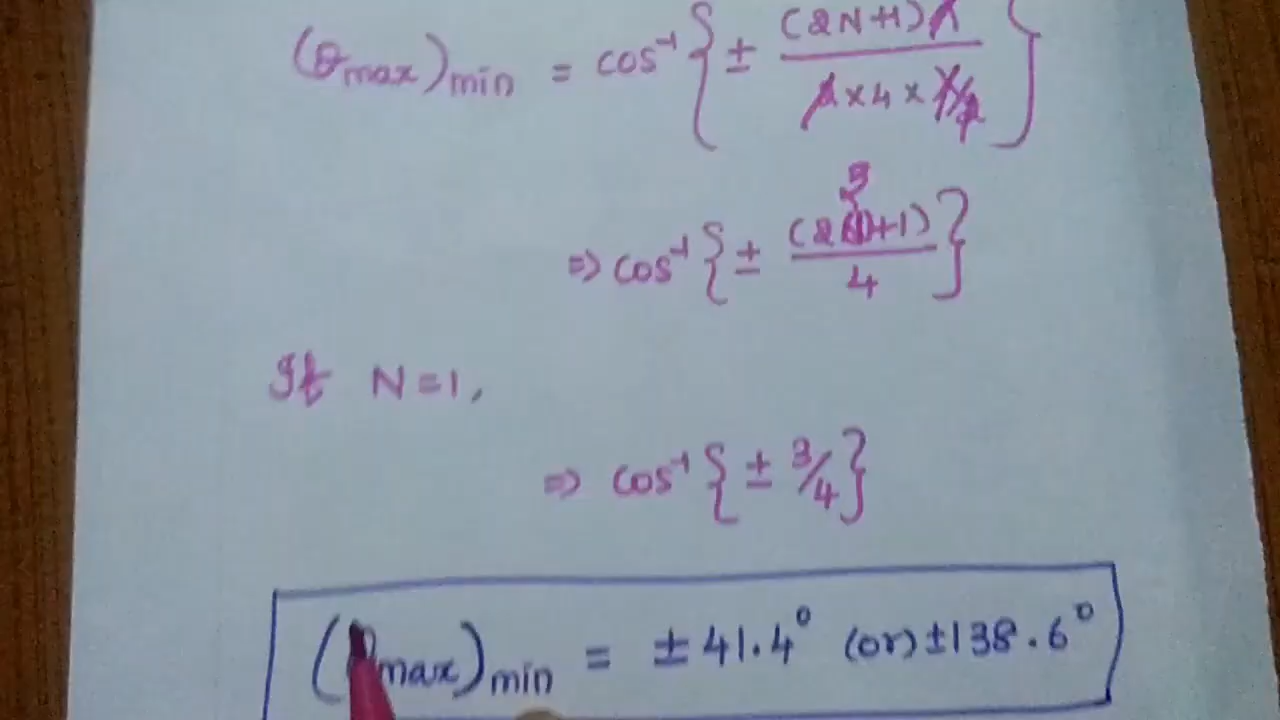 (θmax)min = cos⁻¹ { ± (2N+1)λ / 2×4×λ/2 }
⇒ cos⁻¹ { ± (2(1)+1) / 4 } 3
If N=1,
⇒ cos⁻¹ { ± 3/4 }
(θmax)min = ±41.4° (or) ±138.6°